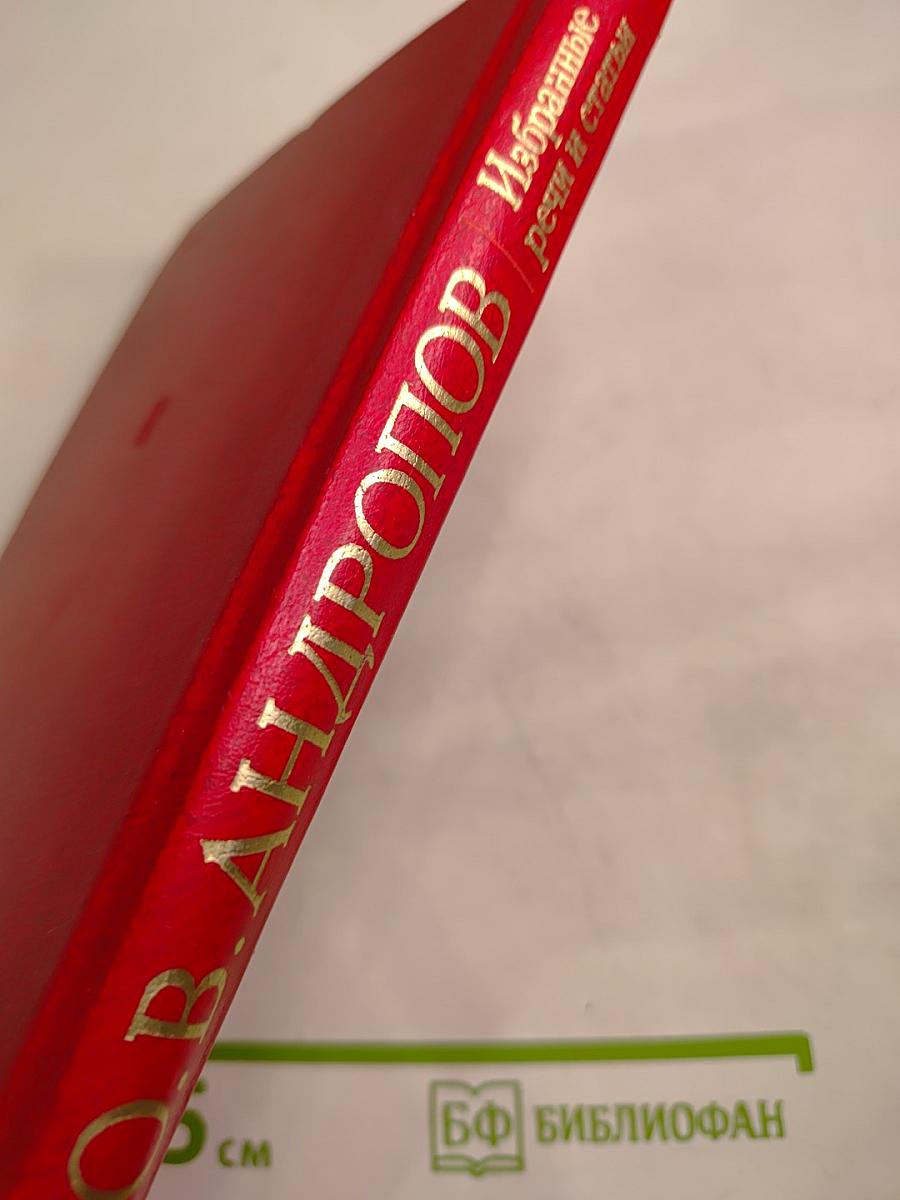 Ю.В.АНДРОПОВ
Избранные
речи и статьи
см
БФ БИБЛИОФАН